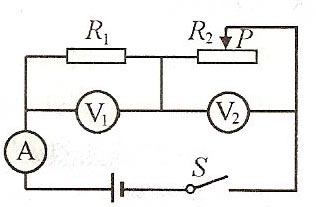 R₁ R₂ P
V₁ V₂
A
S